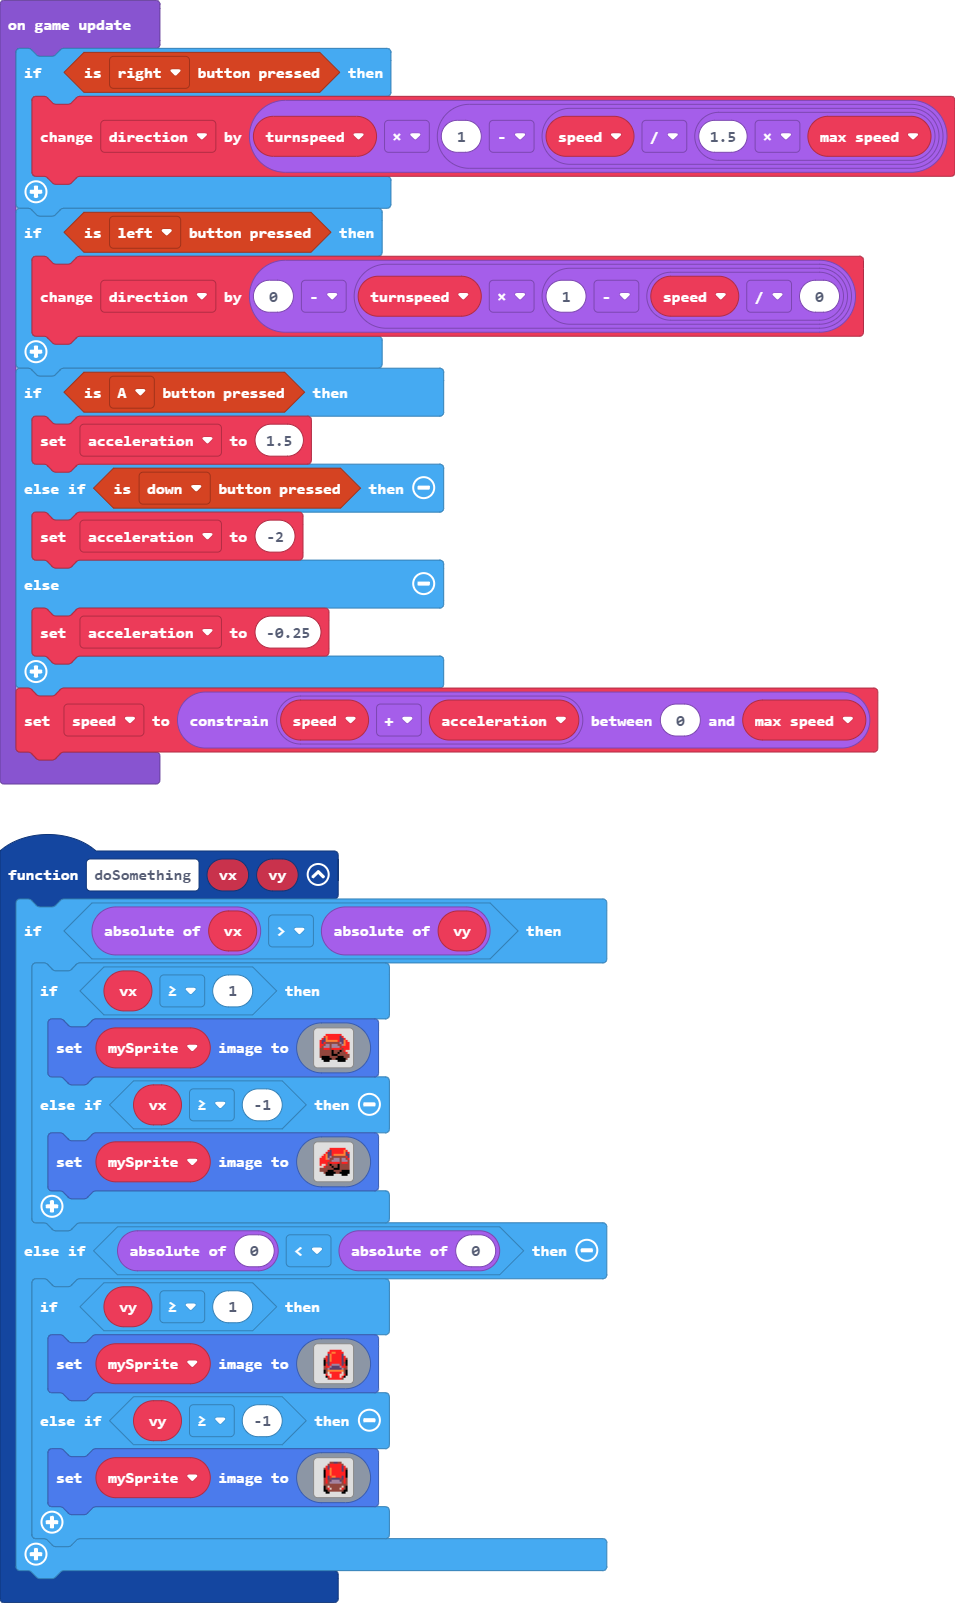 on game update
if is right button pressed then
change direction by turnspeed × 1 - speed / 1.5 × max speed
if is left button pressed then
change direction by 0 - turnspeed × 1 - speed / 0
if is A button pressed then
set acceleration to 1.5
else if is down button pressed then
set acceleration to -2
else
set acceleration to -0.25
set speed to constrain speed + acceleration between 0 and max speed
function doSomething vx vy
if absolute of vx > absolute of vy then
if vx ≥ 1 then
set mySprite image to
else if vx ≥ -1 then
set mySprite image to
else if absolute of 0 < absolute of 0 then
if vy ≥ 1 then
set mySprite image to
else if vy ≥ -1 then
set mySprite image to